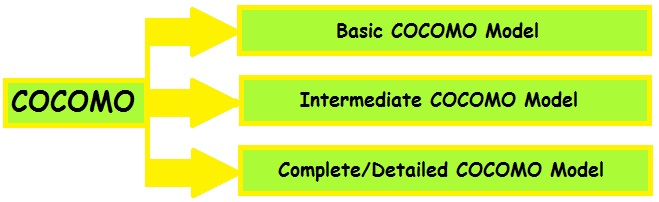 COCOMO
Basic COCOMO Model
Intermediate COCOMO Model
Complete/Detailed COCOMO Model